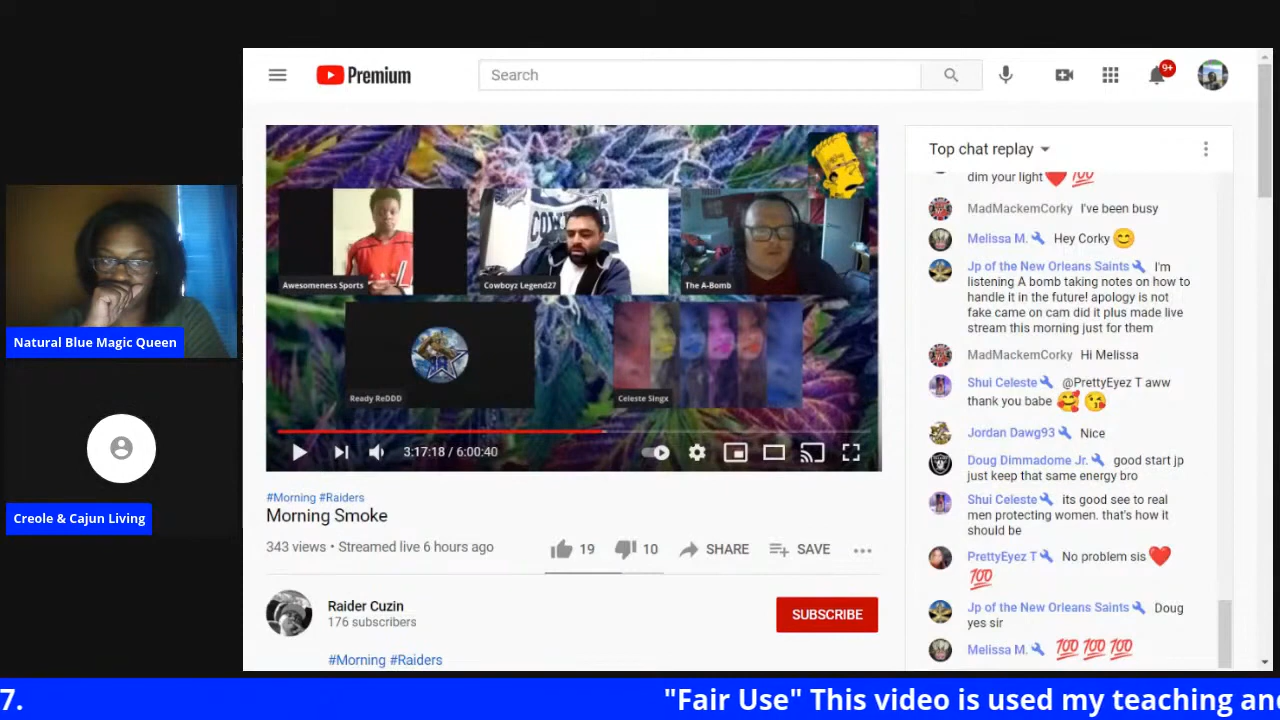 Premium
Search
9+
Awesomeness Sports
Cowboyz Legend27
The A-Bomb
Ready ReDDD
Celeste Singx
3:17:18 / 6:00:40
#Morning #Raiders
Morning Smoke
343 views • Streamed live 6 hours ago
19
10
SHARE
SAVE
Raider Cuzin
176 subscribers
SUBSCRIBE
#Morning #Raiders
Top chat replay
dim your light ❤️ 💯
MadMackemCorky I've been busy
Melissa M. Hey Corky 😊
Jp of the New Orleans Saints I'm
listening A bomb taking notes on how to
handle it in the future! apology is not
fake came on cam did it plus made live
stream this morning just for them
MadMackemCorky Hi Melissa
Shui Celeste @PrettyEyez T aww
thank you babe 🥰 😘
Jordan Dawg93 Nice
Doug Dimmadome Jr. good start jp
just keep that same energy bro
Shui Celeste its good see to real
men protecting women. that's how it
should be
PrettyEyez T No problem sis ❤️
💯
Jp of the New Orleans Saints Doug
yes sir
Melissa M. 💯 💯 💯
Natural Blue Magic Queen
Creole & Cajun Living
7. "Fair Use" This video is used my teaching and